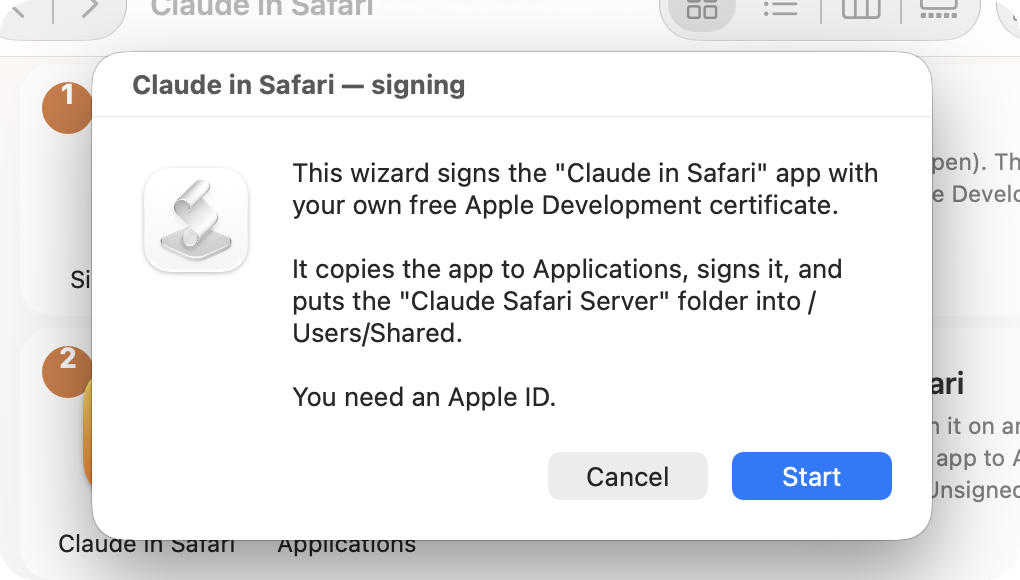 Claude in Safari
Claude in Safari — signing
1
This wizard signs the "Claude in Safari" app with
your own free Apple Development certificate.
It copies the app to Applications, signs it, and
puts the "Claude Safari Server" folder into /
Users/Shared.
You need an Apple ID.
Cancel
Start
2
Claude in Safari
Applications